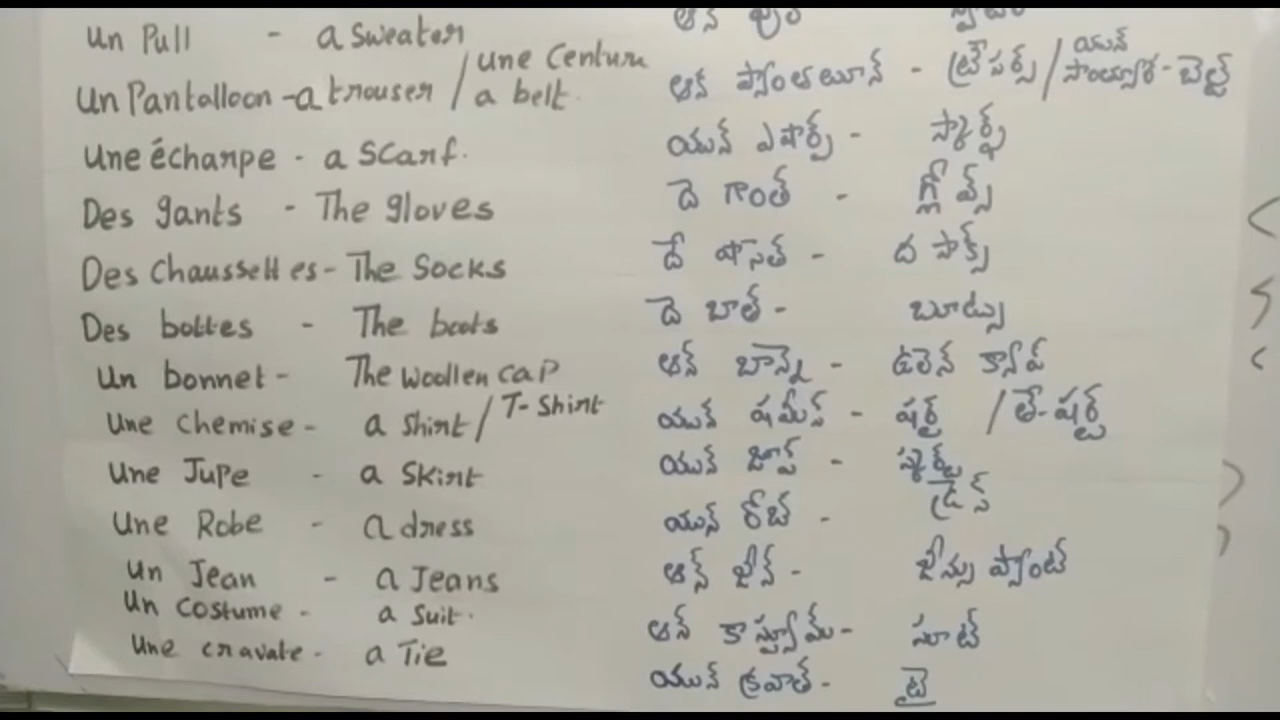 un Pull - a sweater
un Pantalloon - a trouser / une Centure a belt. ఆన్ ప్యాంతాలూన్ - ట్రౌసర్స్ / యున్ సాంత్యూర్ - బెల్ట్
une écharpe - a Scarf. యున్ ఎషార్ప్ - స్కార్ఫ్
Des gants - The gloves దె గాంత్ - గ్లోవ్స్
Des Chaussettes - The Socks దే షాసెత్ - ద సాక్స్
Des bottes - The boots దె బాత్ - బూట్సు
un bonnet - The woollen cap ఆన్ బొన్నె - ఉలెన్ క్యాప్
une chemise - a shirt / T-shirt యున్ షమీస్ - షర్ట్ / టీ-షర్ట్
une Jupe - a skirt యున్ జూప్ - స్కర్ట్
une Robe - a dress యున్ రోబ్ - డ్రెస్
un Jean - a Jeans ఆన్ జీన్ - జీన్సు ప్యాంట్
un costume - a Suit. ఆన్ కాస్ట్యూమ్ - సూట్
une cravate - a Tie యున్ క్రవాత్ - టై